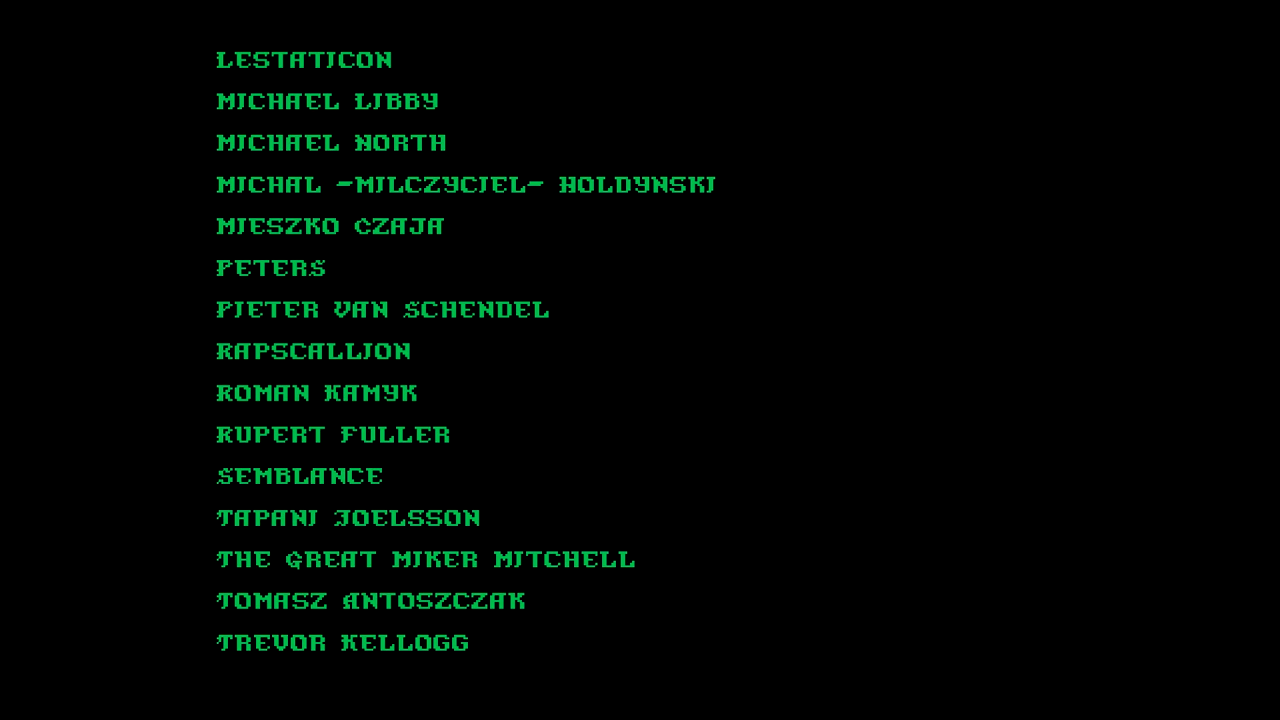 LESTATICON
MICHAEL LIBBY
MICHAEL NORTH
MICHAL -MILCZYCIEL- HOLDYNSKI
MIESZKO CZAJA
PETERS
PIETER VAN SCHENDEL
RAPSCALLION
ROMAN KAMYK
RUPERT FULLER
SEMBLANCE
TAPANI JOELSSON
THE GREAT MIKER MITCHELL
TOMASZ ANTOSZCZAK
TREVOR KELLOGG